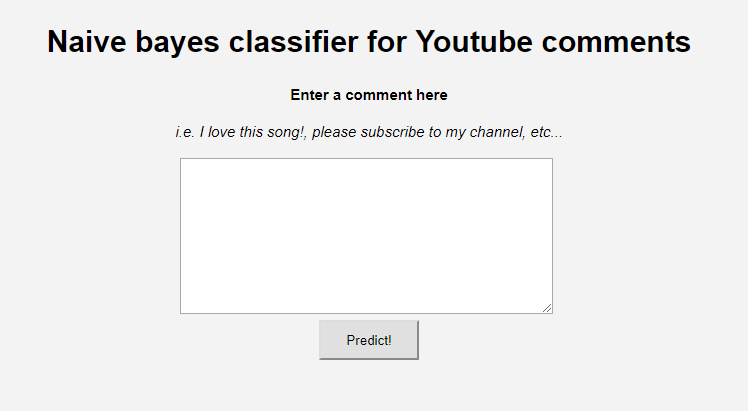 Naive bayes classifier for Youtube comments
Enter a comment here
i.e. I love this song!, please subscribe to my channel, etc...
Predict!